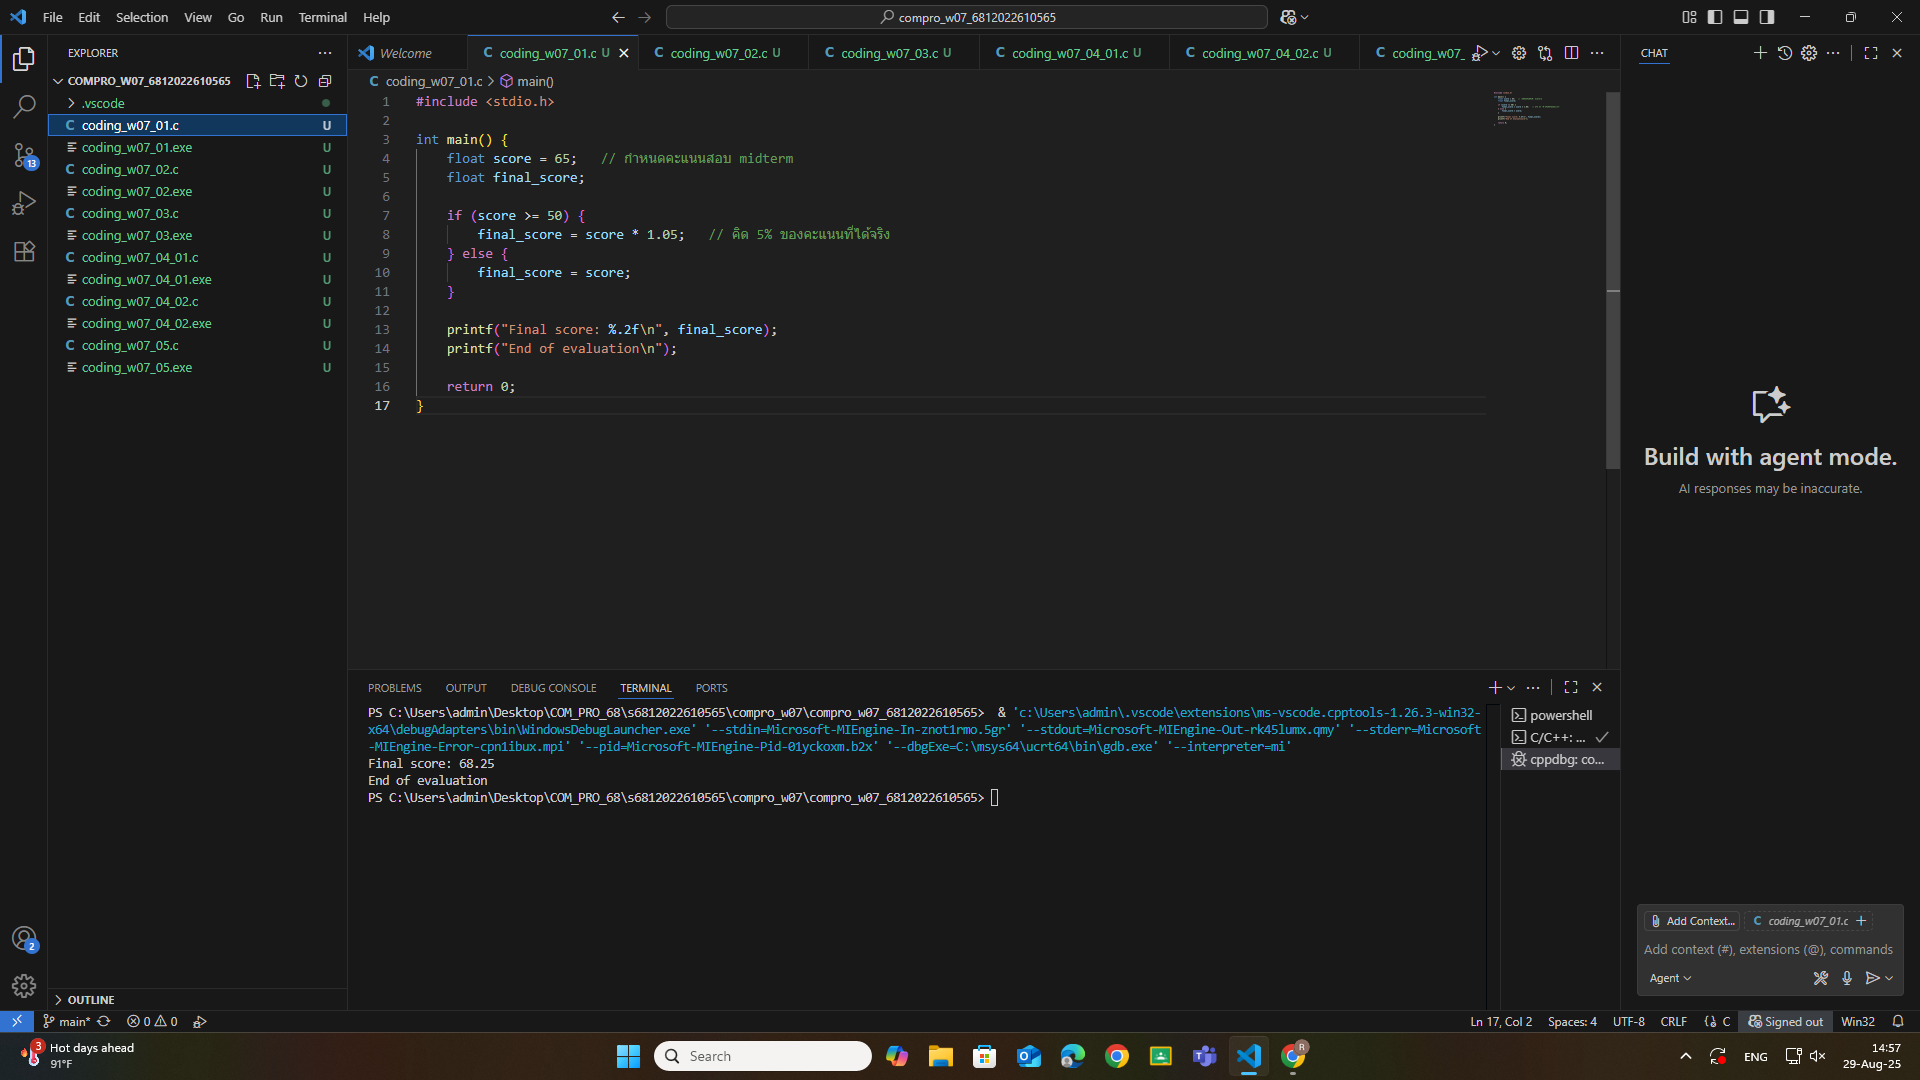 File Edit Selection View Go Run Terminal Help
compro_w07_6812022610565
EXPLORER
COMPRO_W07_6812022610565
.vscode
coding_w07_01.c U
coding_w07_01.exe U
coding_w07_02.c U
coding_w07_02.exe U
coding_w07_03.c U
coding_w07_03.exe U
coding_w07_04_01.c U
coding_w07_04_01.exe U
coding_w07_04_02.c U
coding_w07_04_02.exe U
coding_w07_05.c U
coding_w07_05.exe U
OUTLINE
13
2
Welcome
coding_w07_01.c U
coding_w07_02.c U
coding_w07_03.c U
coding_w07_04_01.c U
coding_w07_04_02.c U
coding_w07_
coding_w07_01.c > main()
1 #include <stdio.h>
2
3 int main() {
4 float score = 65; // กำหนดคะแนนสอบ midterm
5 float final_score;
6
7 if (score >= 50) {
8 final_score = score * 1.05; // คิด 5% ของคะแนนที่ได้จริง
9 } else {
10 final_score = score;
11 }
12
13 printf("Final score: %.2f\n", final_score);
14 printf("End of evaluation\n");
15
16 return 0;
17 }
PROBLEMS OUTPUT DEBUG CONSOLE TERMINAL PORTS
PS C:\Users\admin\Desktop\COM_PRO_68\s6812022610565\compro_w07\compro_w07_6812022610565> & 'c:\Users\admin\.vscode\extensions\ms-vscode.cpptools-1.26.3-win32-
x64\debugAdapters\bin\WindowsDebugLauncher.exe' '--stdin=Microsoft-MIEngine-In-znot1rmo.5gr' '--stdout=Microsoft-MIEngine-Out-rk45lumx.qmy' '--stderr=Microsoft
-MIEngine-Error-cpn1ibux.mpi' '--pid=Microsoft-MIEngine-Pid-01yckoxm.b2x' '--dbgExe=C:\msys64\ucrt64\bin\gdb.exe' '--interpreter=mi'
Final score: 68.25
End of evaluation
PS C:\Users\admin\Desktop\COM_PRO_68\s6812022610565\compro_w07\compro_w07_6812022610565>
powershell
C/C++: ...
cppdbg: co...
CHAT
Build with agent mode.
AI responses may be inaccurate.
Add Context...
C coding_w07_01.c +
Add context (#), extensions (@), commands
Agent
main* 0 0
Ln 17, Col 2 Spaces: 4 UTF-8 CRLF {} C Signed out Win32
3
Hot days ahead
91°F
Search
R
ENG
14:57
29-Aug-25